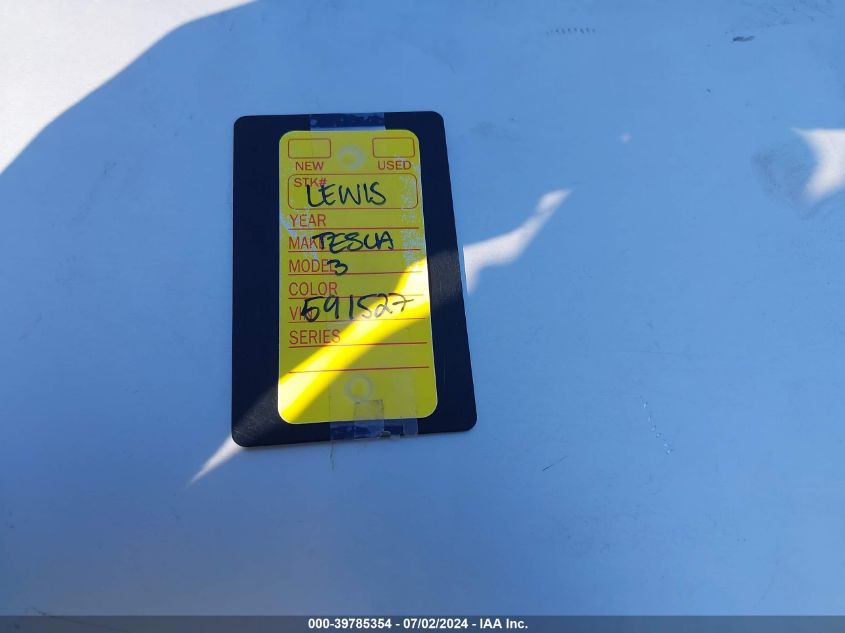 NEW USED
STK# LEWIS
YEAR
MAKE TESLA
MODEL 3
COLOR
VIN 591527
SERIES
000-39785354 - 07/02/2024 - IAA Inc.